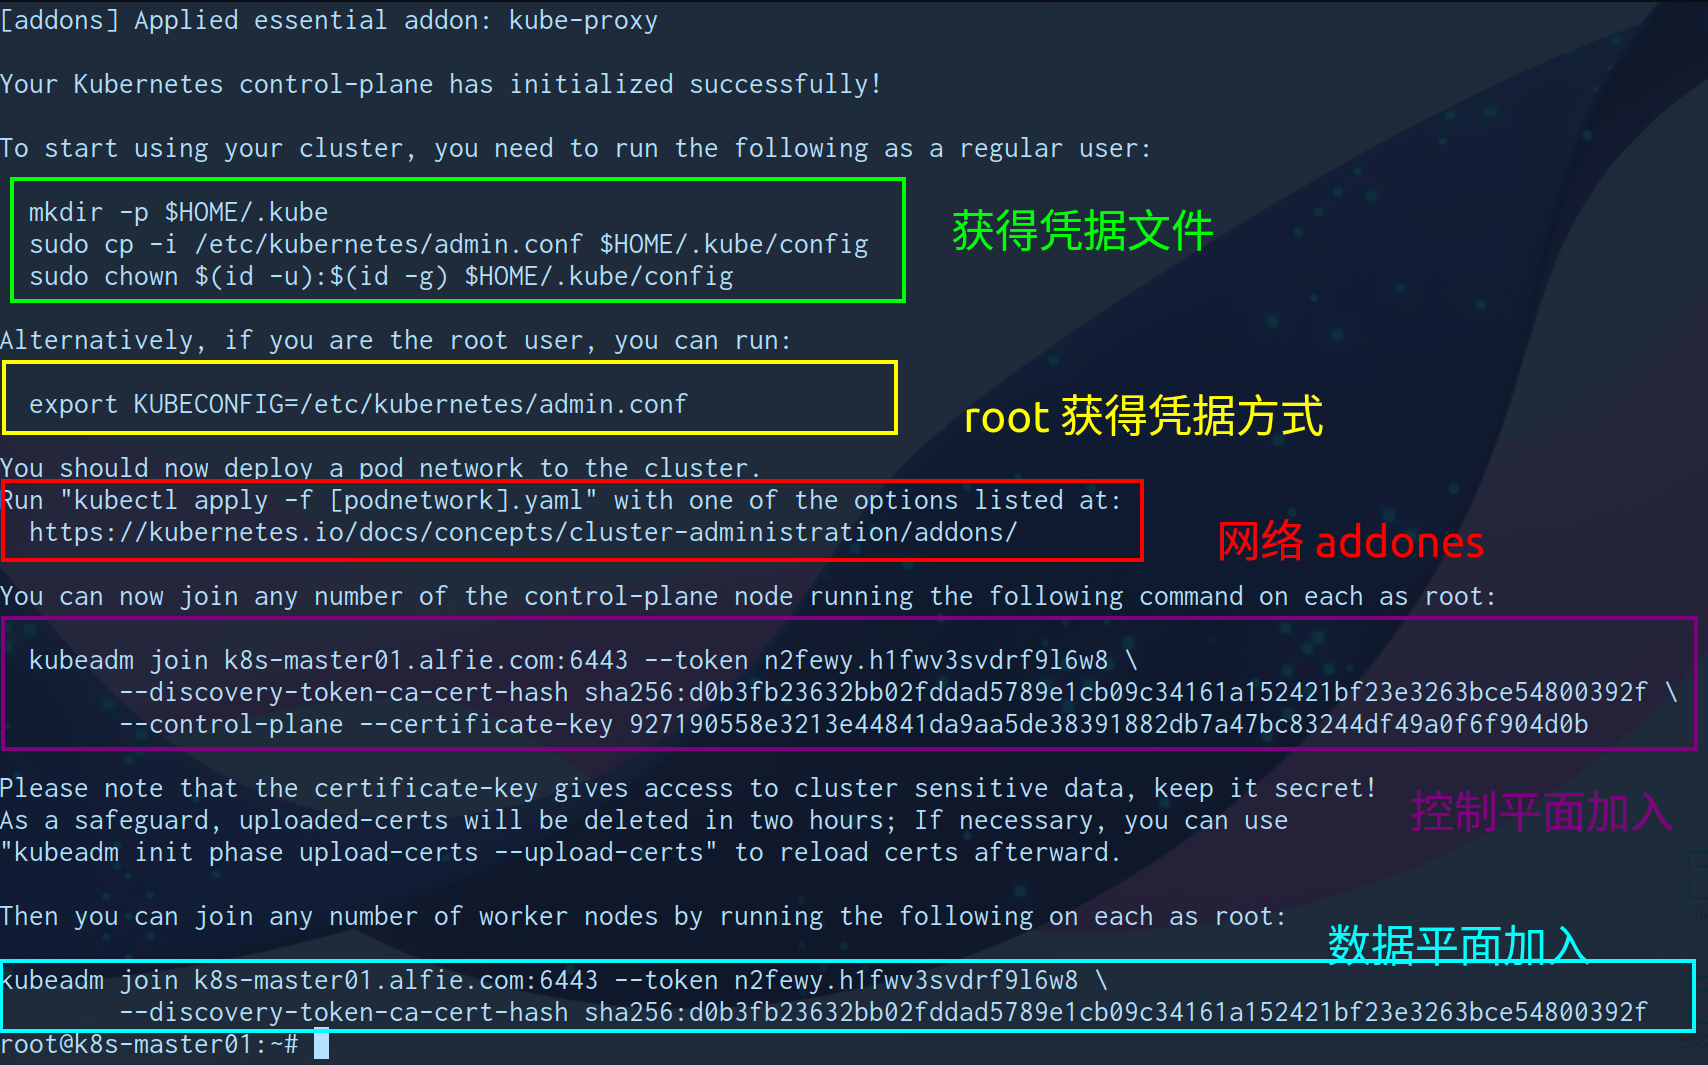 [addons] Applied essential addon: kube-proxy
Your Kubernetes control-plane has initialized successfully!
To start using your cluster, you need to run the following as a regular user:
mkdir -p $HOME/.kube
sudo cp -i /etc/kubernetes/admin.conf $HOME/.kube/config
sudo chown $(id -u):$(id -g) $HOME/.kube/config
获得凭据文件
Alternatively, if you are the root user, you can run:
export KUBECONFIG=/etc/kubernetes/admin.conf
root 获得凭据方式
You should now deploy a pod network to the cluster.
Run "kubectl apply -f [podnetwork].yaml" with one of the options listed at:
https://kubernetes.io/docs/concepts/cluster-administration/addons/
网络 addones
You can now join any number of the control-plane node running the following command on each as root:
kubeadm join k8s-master01.alfie.com:6443 --token n2fewy.h1fwv3svdrf9l6w8 \
--discovery-token-ca-cert-hash sha256:d0b3fb23632bb02fddad5789e1cb09c34161a152421bf23e3263bce54800392f \
--control-plane --certificate-key 927190558e3213e44841da9aa5de38391882db7a47bc83244df49a0f6f904d0b
Please note that the certificate-key gives access to cluster sensitive data, keep it secret!
As a safeguard, uploaded-certs will be deleted in two hours; If necessary, you can use
"kubeadm init phase upload-certs --upload-certs" to reload certs afterward.
控制平面加入
Then you can join any number of worker nodes by running the following on each as root:
数据平面加入
kubeadm join k8s-master01.alfie.com:6443 --token n2fewy.h1fwv3svdrf9l6w8 \
--discovery-token-ca-cert-hash sha256:d0b3fb23632bb02fddad5789e1cb09c34161a152421bf23e3263bce54800392f
root@k8s-master01:~#